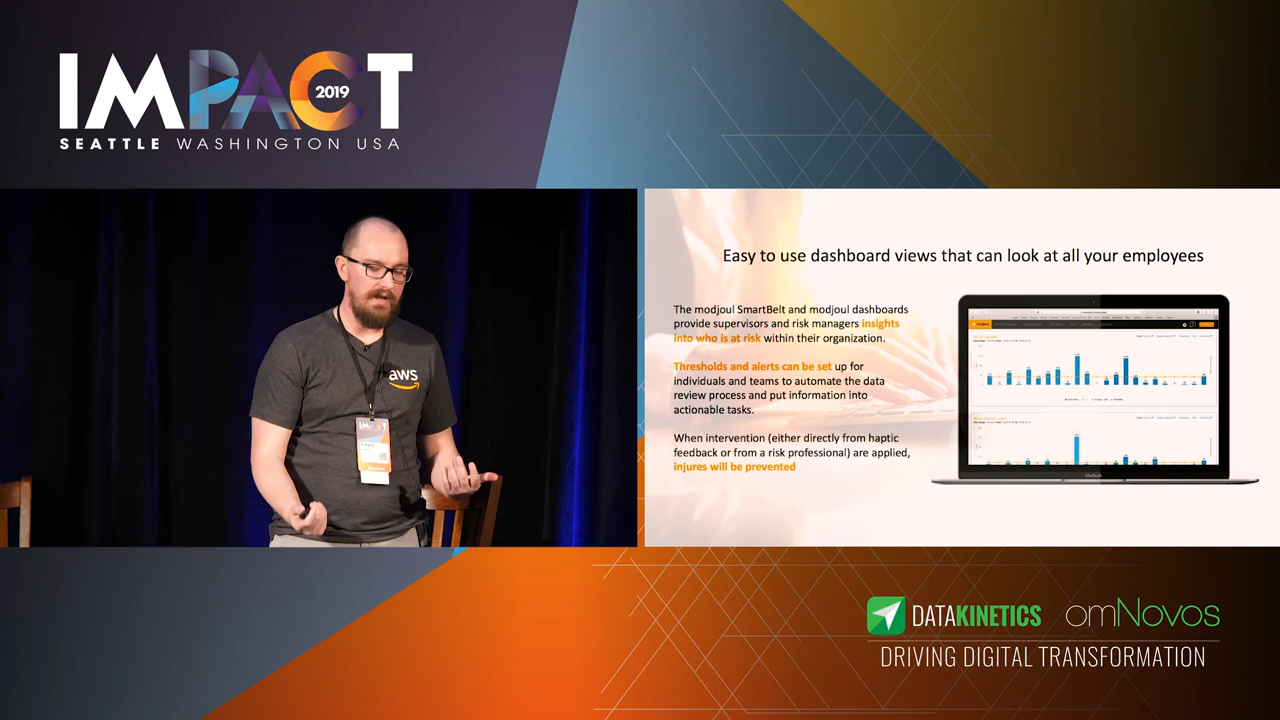 IMPACT
2019
SEATTLE WASHINGTON USA
aws
IMPACT
Easy to use dashboard views that can look at all your employees
The modjoul SmartBelt and modjoul dashboards
provide supervisors and risk managers insights
into who is at risk within their organization.
Thresholds and alerts can be set up for
individuals and teams to automate the data
review process and put information into
actionable tasks.
When intervention (either directly from haptic
feedback or from a risk professional) are applied,
injures will be prevented
MacBook
DATAKINETICS omNovos
DRIVING DIGITAL TRANSFORMATION